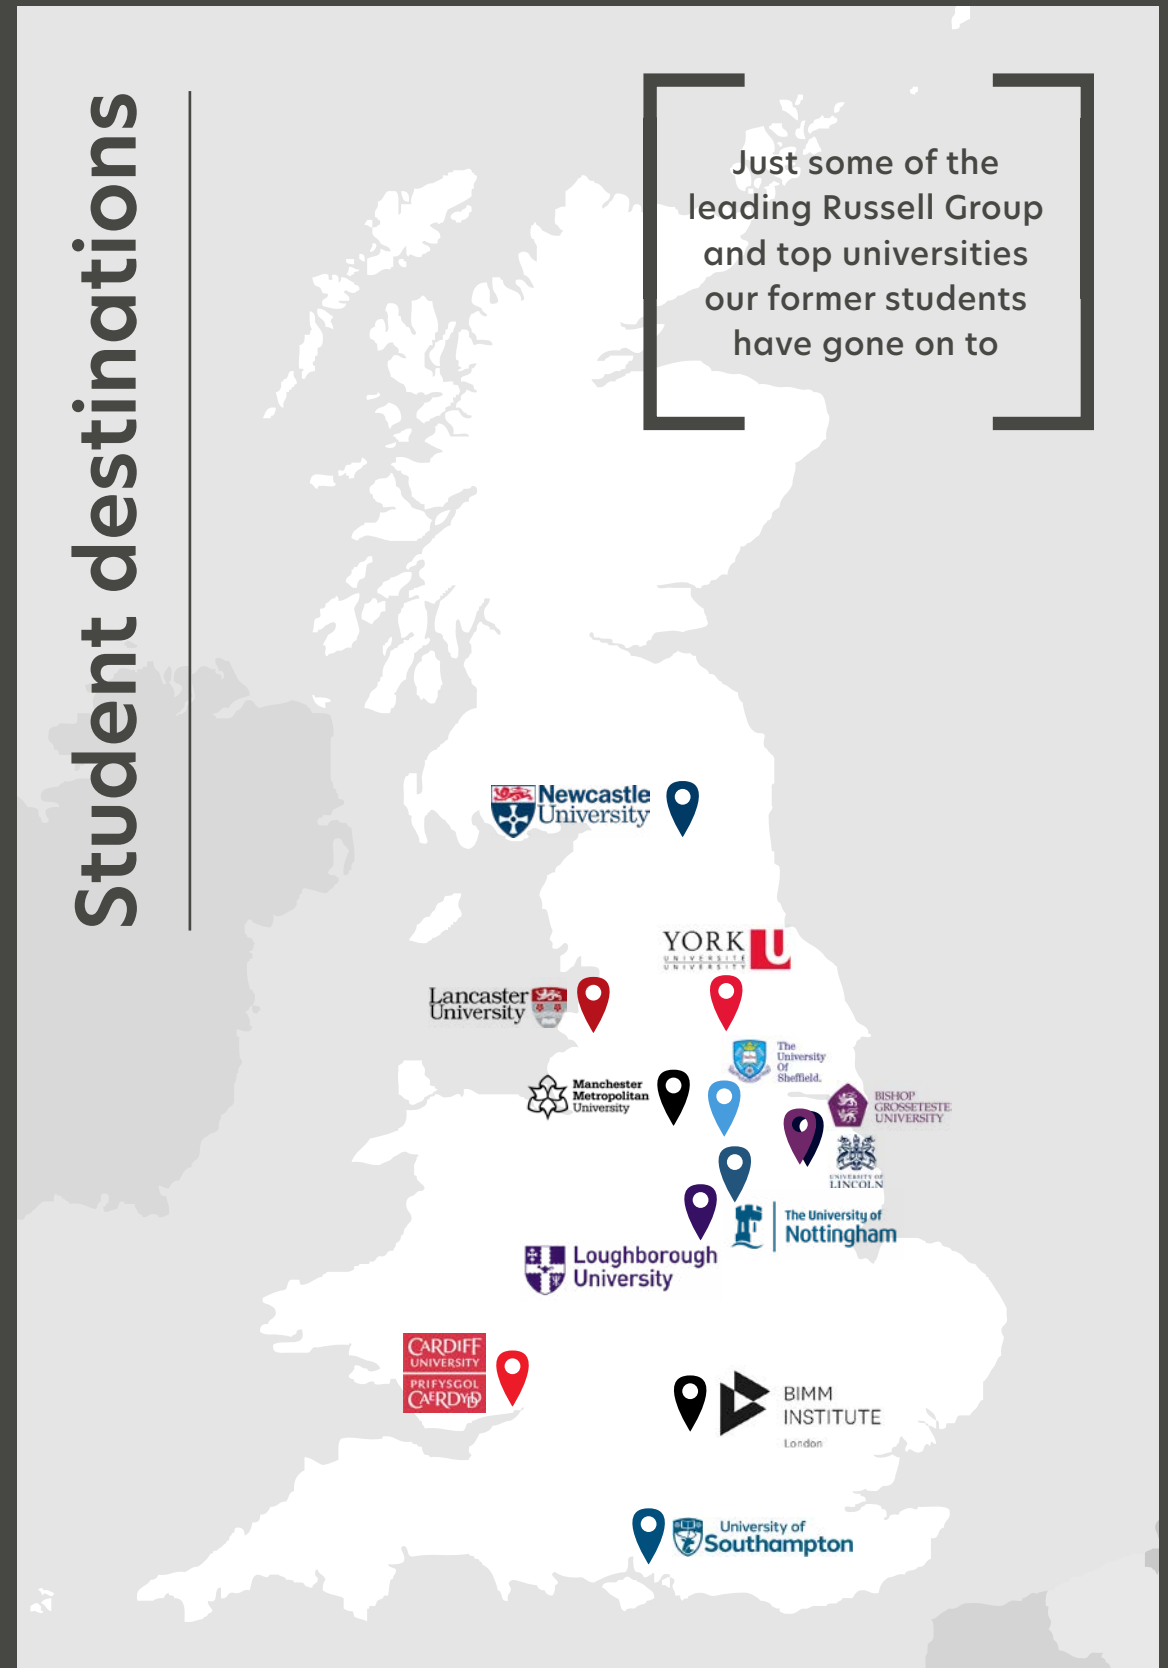 Student destinations
Just some of the
leading Russell Group
and top universities
our former students
have gone on to
Newcastle
University
YORK U
UNIVERSITÉ
UNIVERSITY
Lancaster
University
The
University
Of
Sheffield.
Manchester
Metropolitan
University
BISHOP
GROSSETESTE
UNIVERSITY
UNIVERSITY OF
LINCOLN
The University of
Nottingham
Loughborough
University
CARDIFF
UNIVERSITY
PRIFYSGOL
CAERDYDD
BIMM
INSTITUTE
London
University of
Southampton